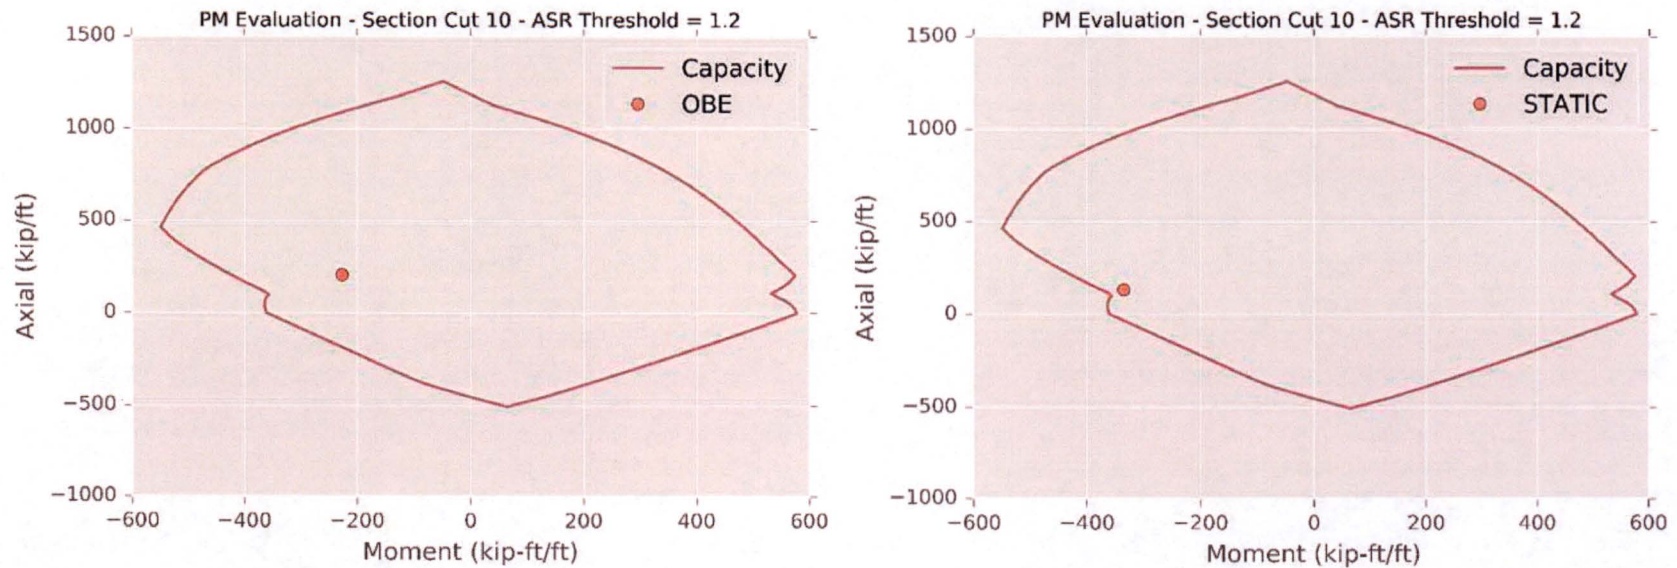 PM Evaluation - Section Cut 10 - ASR Threshold = 1.2
1500
1000
500
0
−500
−1000
−600
−400
−200
0
200
400
600
Axial (kip/ft)
Moment (kip-ft/ft)
Capacity
OBE
PM Evaluation - Section Cut 10 - ASR Threshold = 1.2
1500
1000
500
0
−500
−1000
−600
−400
−200
0
200
400
600
Axial (kip/ft)
Moment (kip-ft/ft)
Capacity
STATIC